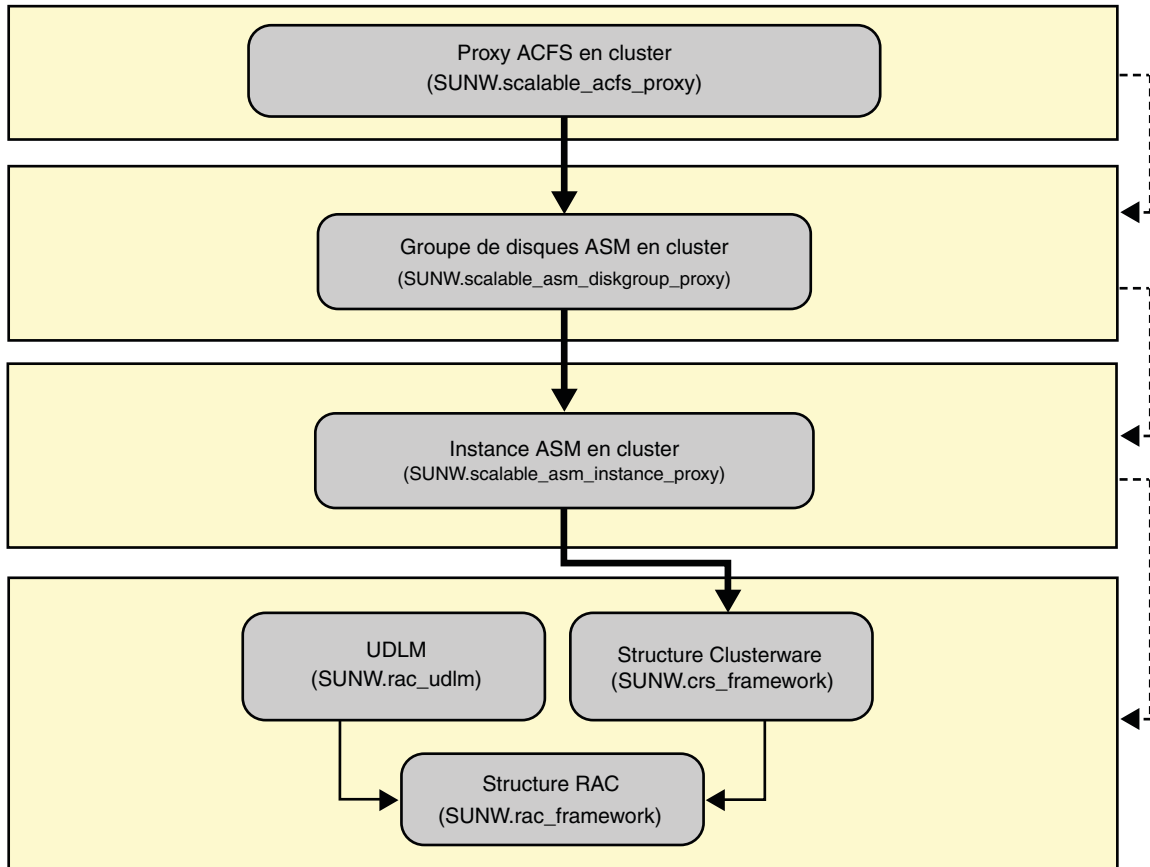 Proxy ACFS en cluster
(SUNW.scalable_acfs_proxy)
Groupe de disques ASM en cluster
(SUNW.scalable_asm_diskgroup_proxy)
Instance ASM en cluster
(SUNW.scalable_asm_instance_proxy)
UDLM
(SUNW.rac_udlm)
Structure Clusterware
(SUNW.crs_framework)
Structure RAC
(SUNW.rac_framework)